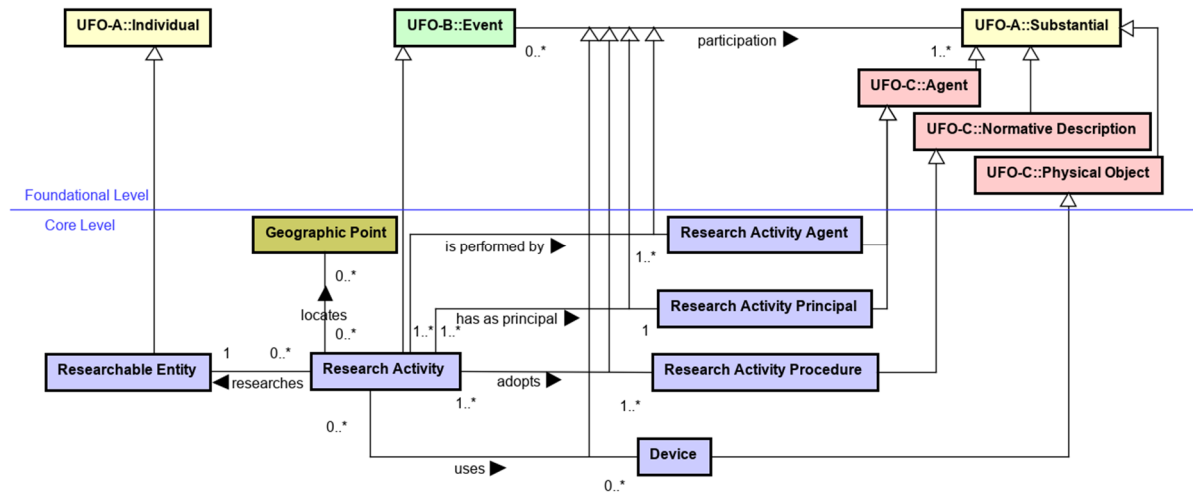 UFO-A::Individual
UFO-B::Event
UFO-A::Substantial
0..*
participation
1..*
UFO-C::Agent
UFO-C::Normative Description
UFO-C::Physical Object
Foundational Level
Core Level
Geographic Point
Research Activity Agent
is performed by
1..*
0..*
Research Activity Principal
locates
has as principal
0..*
1..*
1..*
1
1
0..*
Researchable Entity
Research Activity
Research Activity Procedure
researches
adopts
1..*
1..*
0..*
Device
uses
0..*